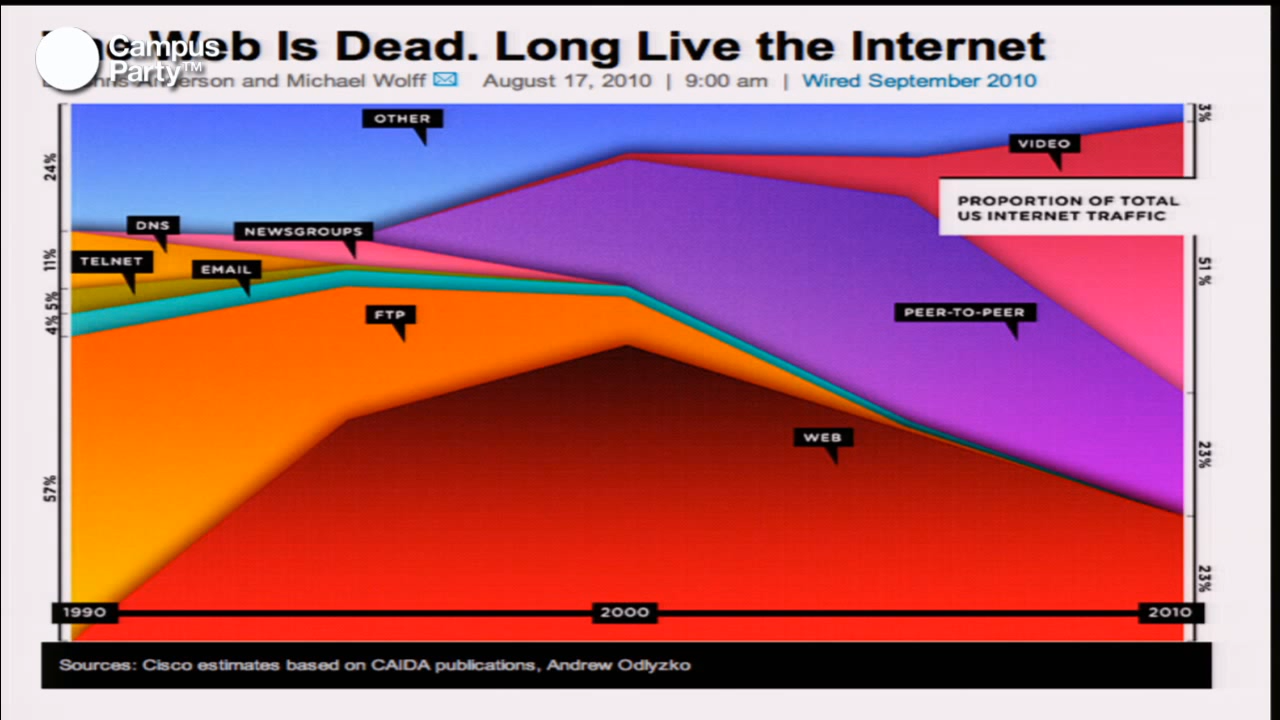 Web Is Dead. Long Live the Internet
Campus
Party™
and Michael Wolff August 17, 2010 | 9:00 am | Wired September 2010
OTHER
3%
VIDEO
24%
PROPORTION OF TOTAL
US INTERNET TRAFFIC
DNS
NEWSGROUPS
TELNET
EMAIL
11%
51 %
5%
4%
FTP
PEER-TO-PEER
WEB
23%
57%
23%
1990
2000
2010
Sources: Cisco estimates based on CAIDA publications, Andrew Odlyzko